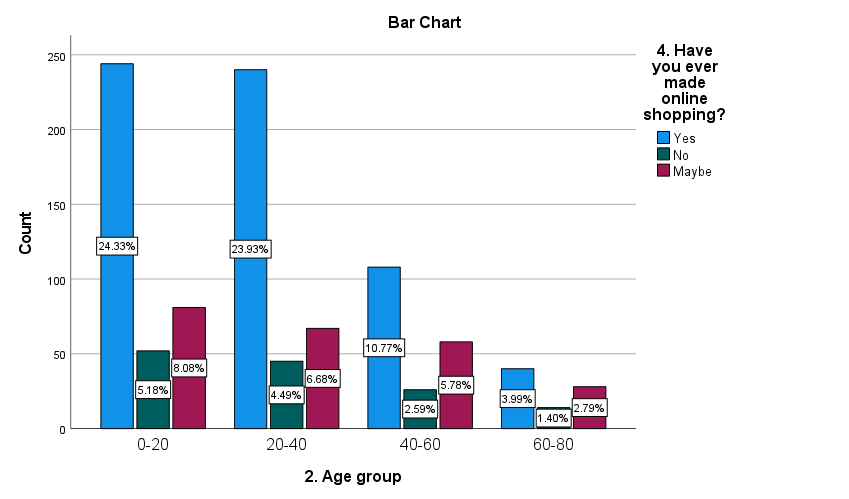 Bar Chart
4. Have
you ever
made
online
shopping?
Yes
No
Maybe
Count
250
200
150
100
50
0
24.33%
5.18%
8.08%
23.93%
4.49%
6.68%
10.77%
2.59%
5.78%
3.99%
1.40%
2.79%
0-20
20-40
40-60
60-80
2. Age group